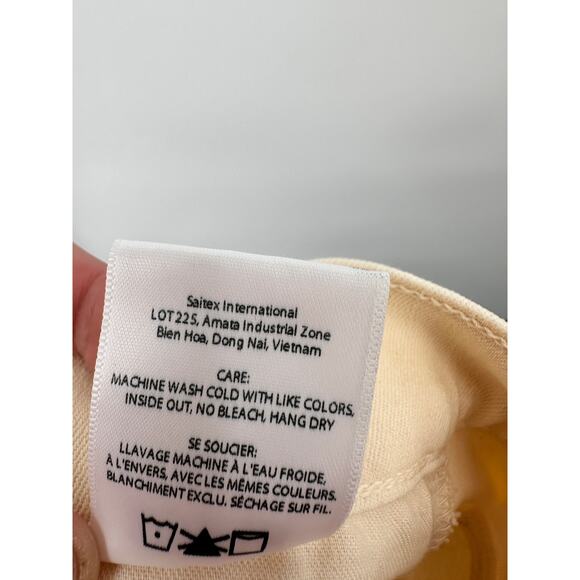 Saitex International
LOT 225, Amata Industrial Zone
Bien Hoa, Dong Nai, Vietnam
CARE:
MACHINE WASH COLD WITH LIKE COLORS,
INSIDE OUT, NO BLEACH, HANG DRY
SE SOUCIER:
LLAVAGE MACHINE À L'EAU FROIDE,
À L'ENVERS, AVEC LES MÊMES COULEURS.
BLANCHIMENT EXCLU. SÉCHAGE SUR FIL.